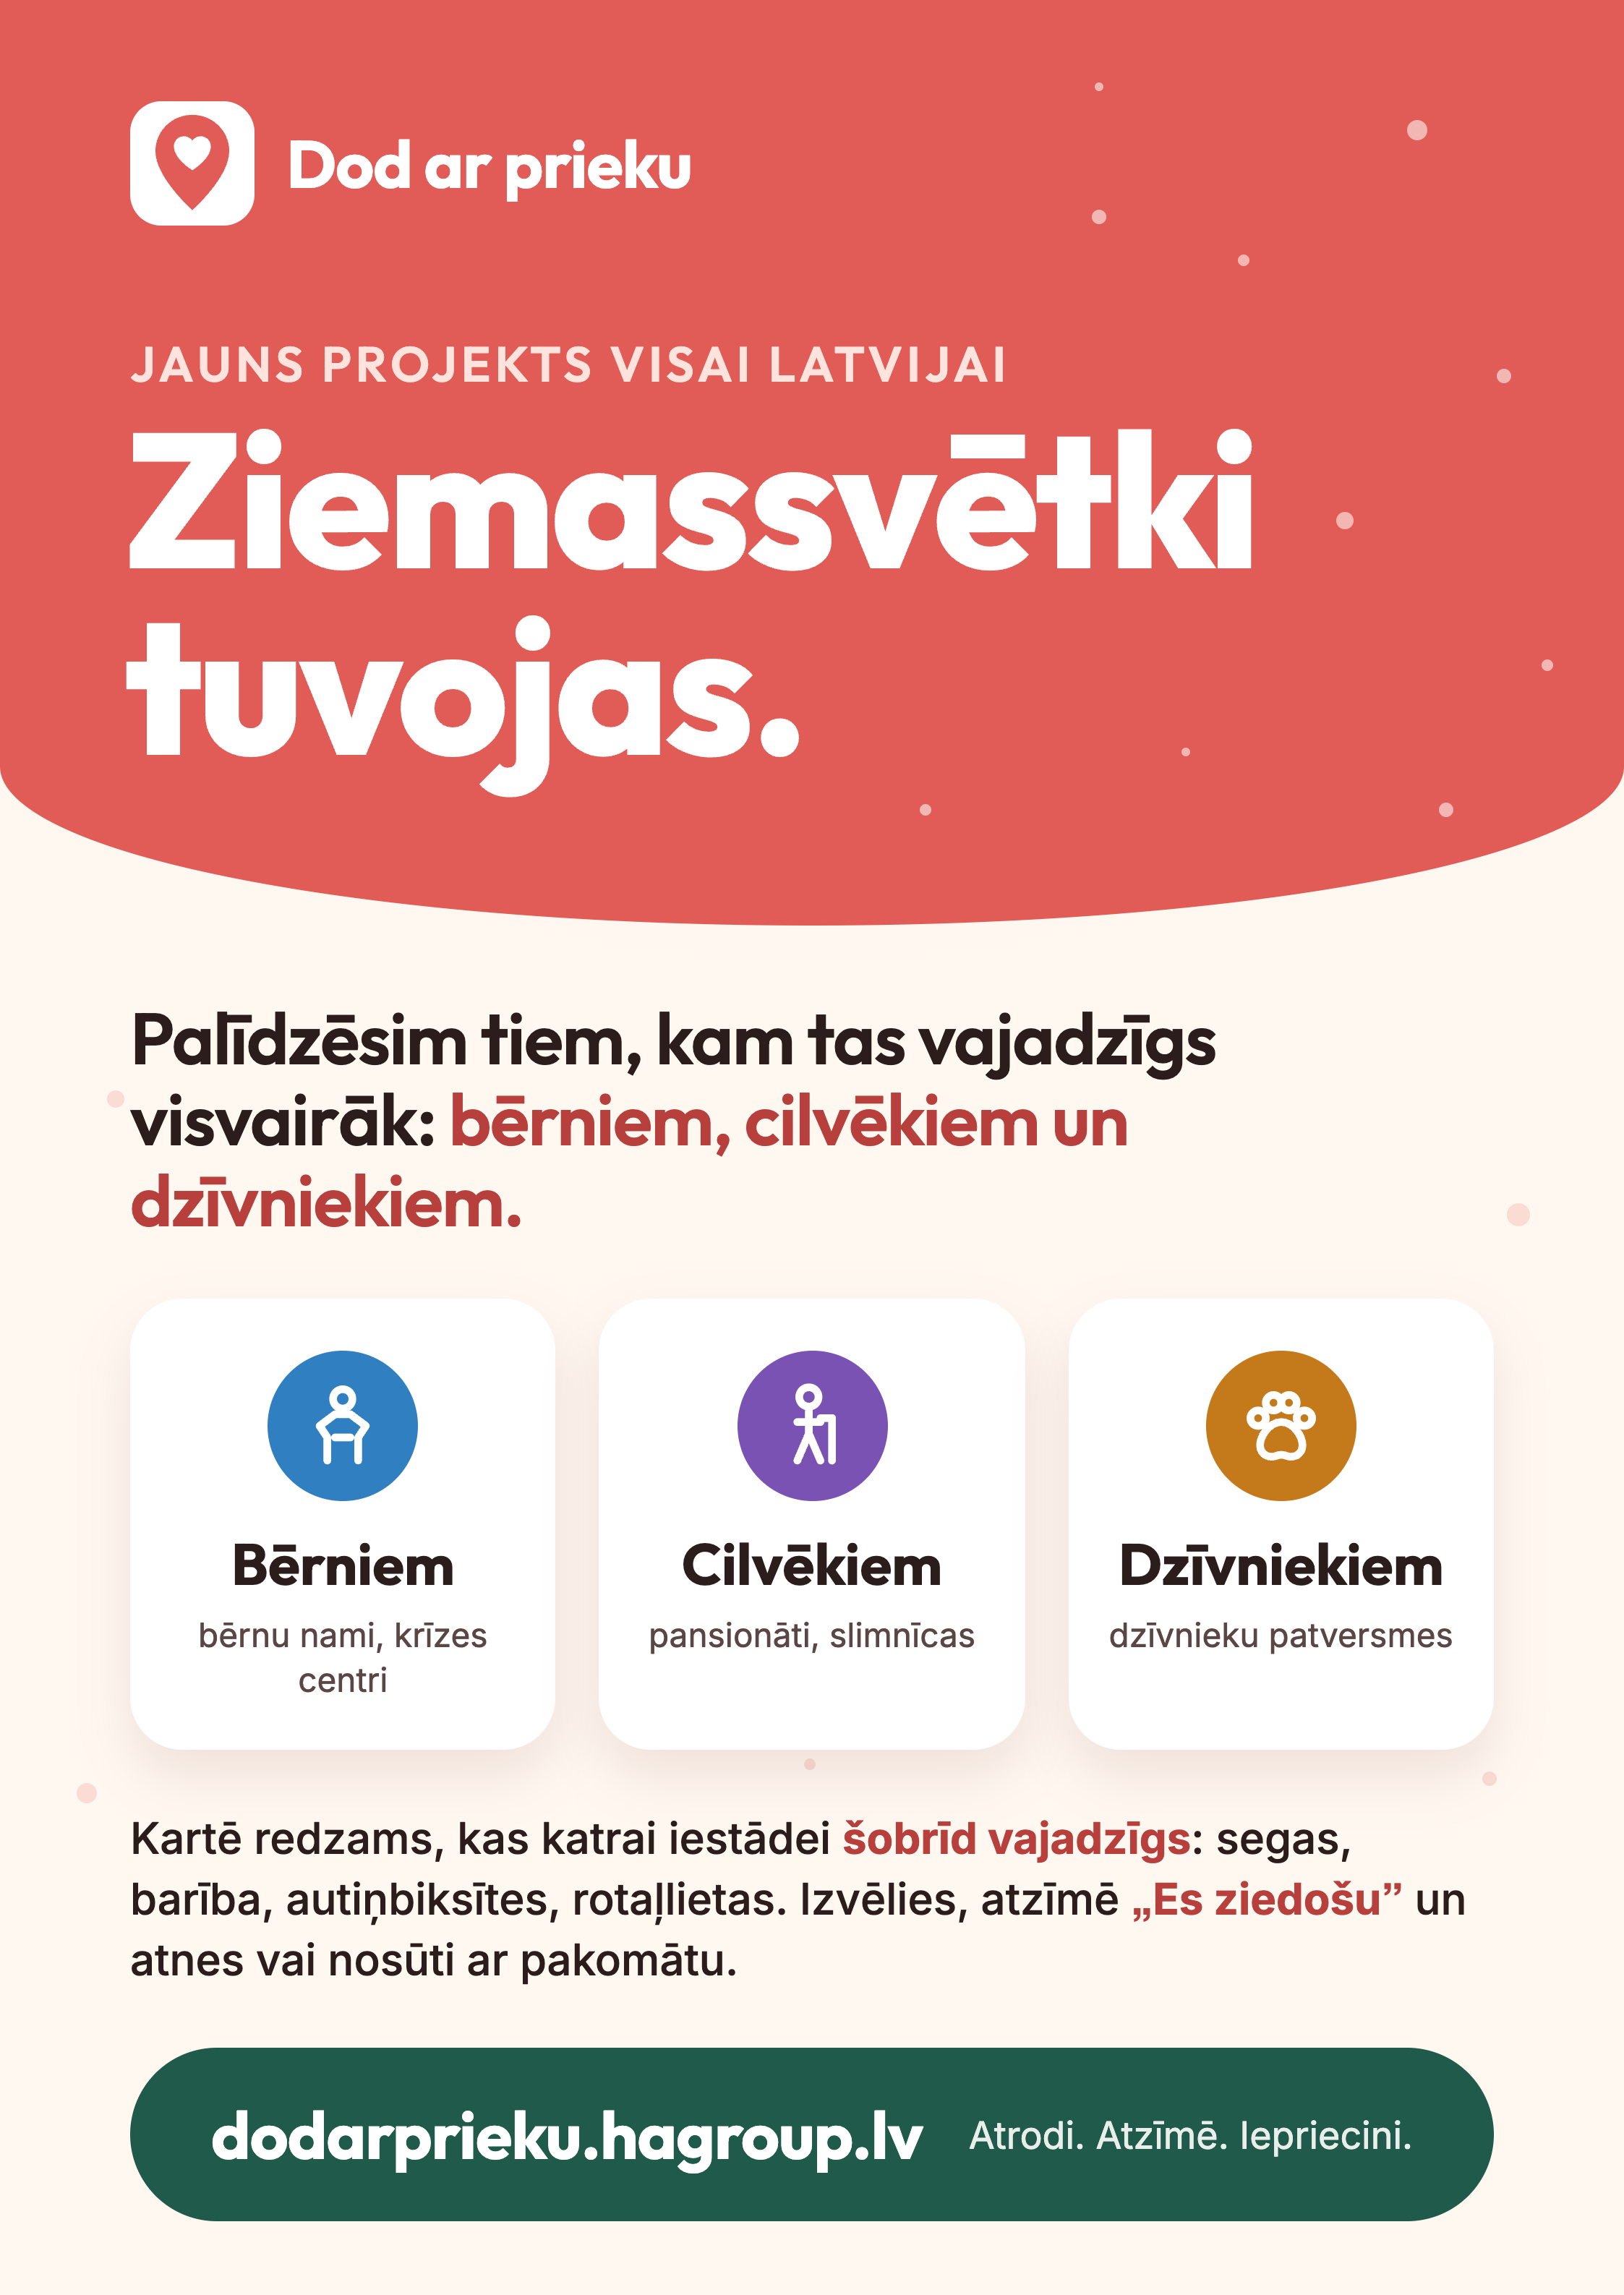 Dod ar prieku
JAUNS PROJEKTS VISAI LATVIJAI
Ziemassvētki
tuvojas.
Palīdzēsim tiem, kam tas vajadzīgs
visvairāk: bērniem, cilvēkiem un
dzīvniekiem.
Bērniem
bērnu nami, krīzes
centri
Cilvēkiem
pansionāti, slimnīcas
Dzīvniekiem
dzīvnieku patversmes
Kartē redzams, kas katrai iestādei šobrīd vajadzīgs: segas,
barība, autiņbiksītes, rotaļlietas. Izvēlies, atzīmē „Es ziedošu” un
atnes vai nosūti ar pakomātu.
dodarprieku.hagroup.lv Atrodi. Atzīmē. Iepriecini.